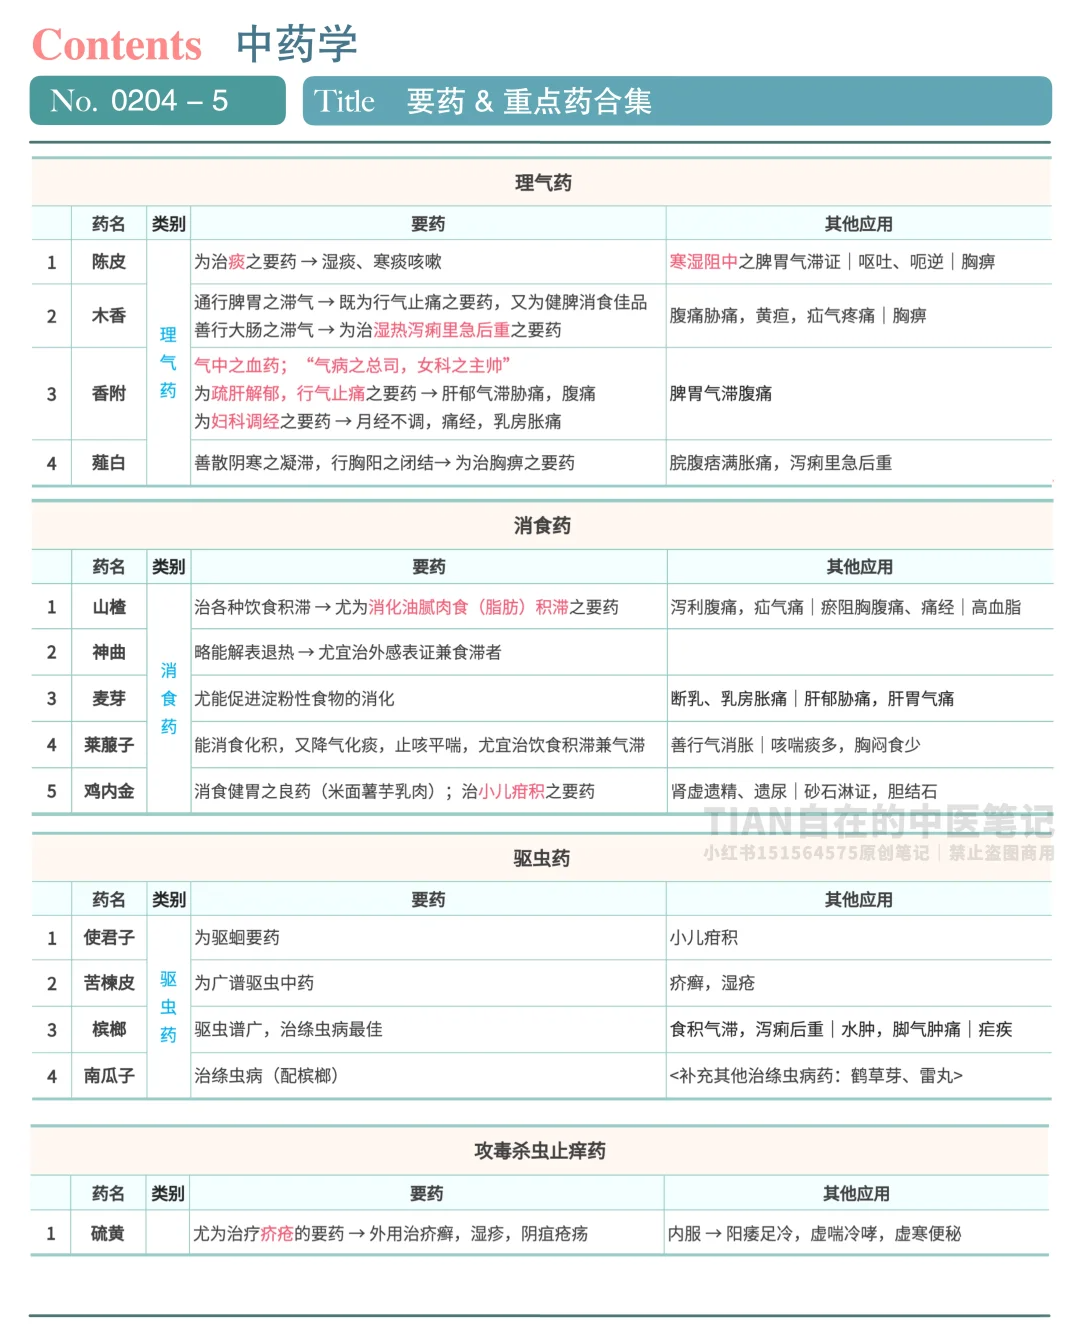 Contents 中药学
No. 0204 – 5
Title 要药 & 重点药合集
理气药
药名 类别 要药 其他应用
1 陈皮 为治痰之要药 → 湿痰、寒痰咳嗽 寒湿阻中之脾胃气滞证｜呕吐、呃逆｜胸痹
2 木香 通行脾胃之滞气 → 既为行气止痛之要药，又为健脾消食佳品
善行大肠之滞气 → 为治湿热泻痢里急后重之要药
腹痛胁痛，黄疸，疝气疼痛｜胸痹
理气药
3 香附 气中之血药；“气病之总司，女科之主帅”
为疏肝解郁，行气止痛之要药 → 肝郁气滞胁痛，腹痛
为妇科调经之要药 → 月经不调，痛经，乳房胀痛
脾胃气滞腹痛
4 薤白 善散阴寒之凝滞，行胸阳之闭结→ 为治胸痹之要药 脘腹痞满胀痛，泻痢里急后重
消食药
药名 类别 要药 其他应用
1 山楂 治各种饮食积滞 → 尤为消化油腻肉食（脂肪）积滞之要药 泻利腹痛，疝气痛｜瘀阻胸腹痛、痛经｜高血脂
2 神曲 略能解表退热 → 尤宜治外感表证兼食滞者
消食药
3 麦芽 尤能促进淀粉性食物的消化 断乳、乳房胀痛｜肝郁胁痛，肝胃气痛
4 莱菔子 能消食化积，又降气化痰，止咳平喘，尤宜治饮食积滞兼气滞 善行气消胀｜咳喘痰多，胸闷食少
5 鸡内金 消食健胃之良药（米面薯芋乳肉）；治小儿疳积之要药 肾虚遗精、遗尿｜砂石淋证，胆结石
TIAN自在的中医笔记
小红书151564575原创笔记｜禁止盗图商用
驱虫药
药名 类别 要药 其他应用
1 使君子 为驱蛔要药 小儿疳积
2 苦楝皮 为广谱驱虫中药 疥癣，湿疮
驱虫药
3 槟榔 驱虫谱广，治绦虫病最佳 食积气滞，泻痢后重｜水肿，脚气肿痛｜疟疾
4 南瓜子 治绦虫病（配槟榔） <补充其他治绦虫病药：鹤草芽、雷丸>
攻毒杀虫止痒药
药名 类别 要药 其他应用
1 硫黄 尤为治疗疥疮的要药 → 外用治疥癣，湿疹，阴疽疮疡 内服 → 阳痿足冷，虚喘冷哮，虚寒便秘